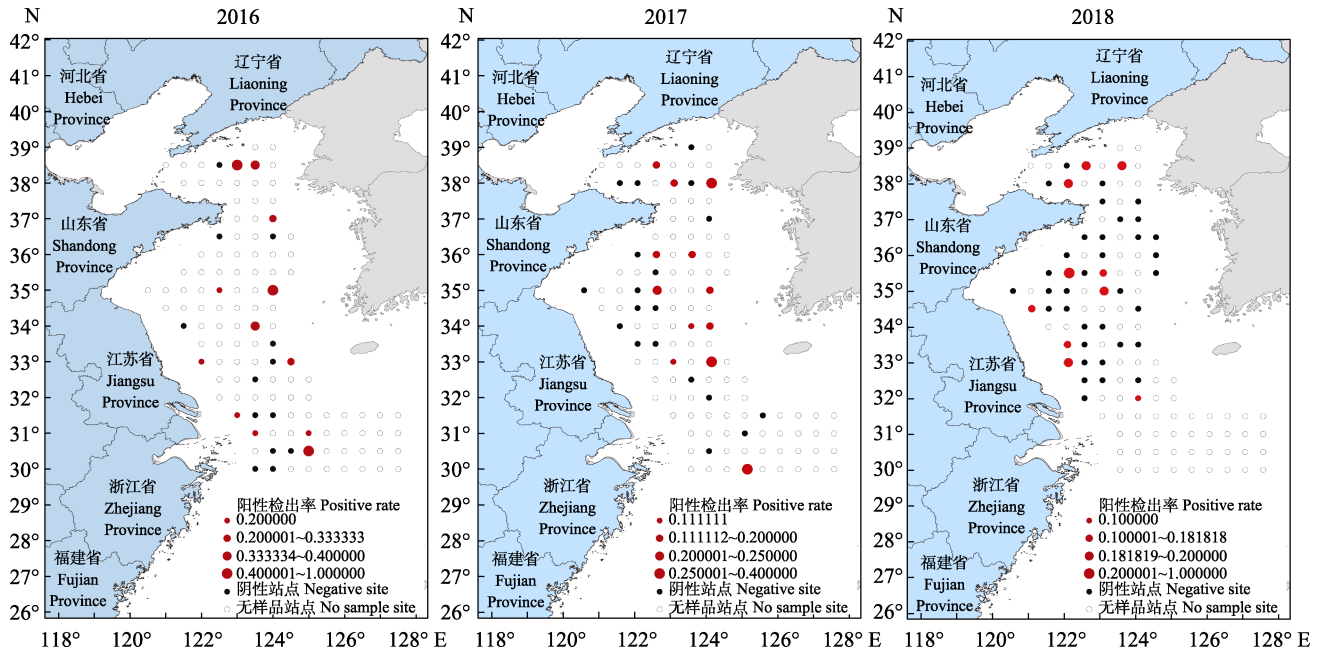 N
2016
42°
41°
40°
39°
38°
37°
36°
35°
34°
33°
32°
31°
30°
29°
28°
27°
26°
河北省
Hebei
Province
辽宁省
Liaoning
Province
山东省
Shandong
Province
江苏省
Jiangsu
Province
浙江省
Zhejiang
Province
福建省
Fujian
Province
阳性检出率 Positive rate
0.200000
0.200001~0.333333
0.333334~0.400000
0.400001~1.000000
阴性站点 Negative site
无样品站点 No sample site
118° 120° 122° 124° 126° 128° E
N
2017
42°
41°
40°
39°
38°
37°
36°
35°
34°
33°
32°
31°
30°
29°
28°
27°
26°
河北省
Hebei
Province
辽宁省
Liaoning
Province
山东省
Shandong
Province
江苏省
Jiangsu
Province
浙江省
Zhejiang
Province
福建省
Fujian
Province
阳性检出率 Positive rate
0.111111
0.111112~0.200000
0.200001~0.250000
0.250001~0.400000
阴性站点 Negative site
无样品站点 No sample site
118° 120° 122° 124° 126° 128° E
N
2018
42°
41°
40°
39°
38°
37°
36°
35°
34°
33°
32°
31°
30°
29°
28°
27°
26°
河北省
Hebei
Province
辽宁省
Liaoning
Province
山东省
Shandong
Province
江苏省
Jiangsu
Province
浙江省
Zhejiang
Province
福建省
Fujian
Province
阳性检出率 Positive rate
0.100000
0.100001~0.181818
0.181819~0.200000
0.200001~1.000000
阴性站点 Negative site
无样品站点 No sample site
118° 120° 122° 124° 126° 128° E